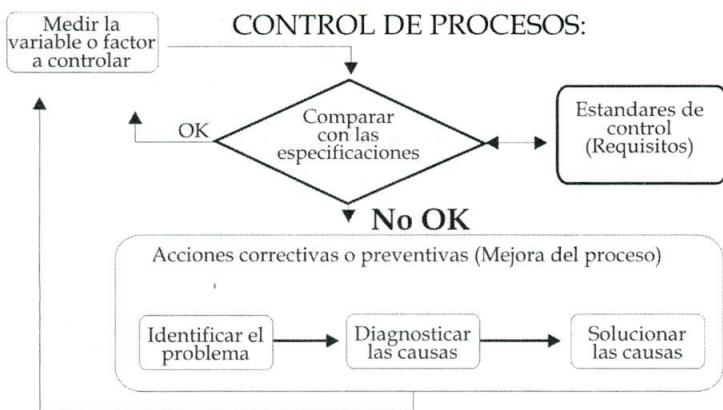 CONTROL DE PROCESOS:
Medir la
variable o factor
a controlar
Comparar
con las
especificaciones
OK
Estandares de
control
(Requisitos)
No OK
Acciones correctivas o preventivas (Mejora del proceso)
Identificar el
problema
Diagnosticar
las causas
Solucionar
las causas